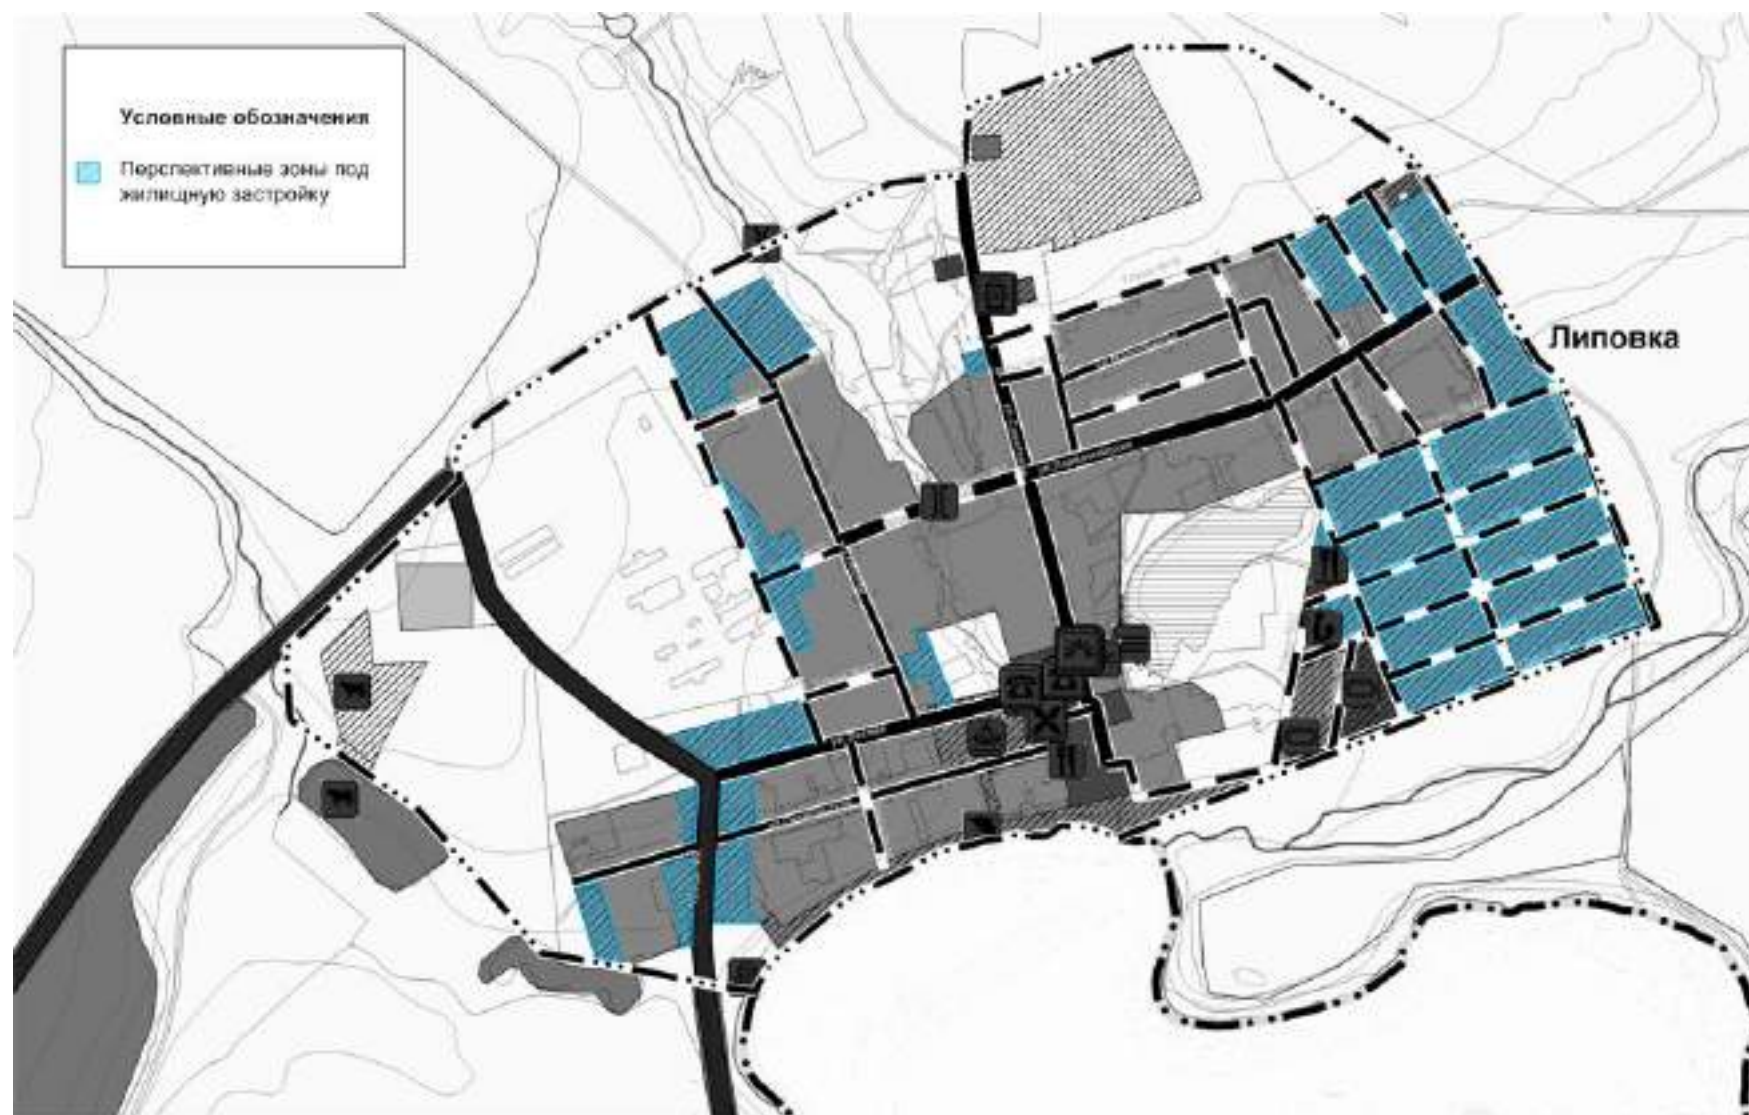 Условные обозначения
Перспективные зоны под
жилищную застройку
Липовка